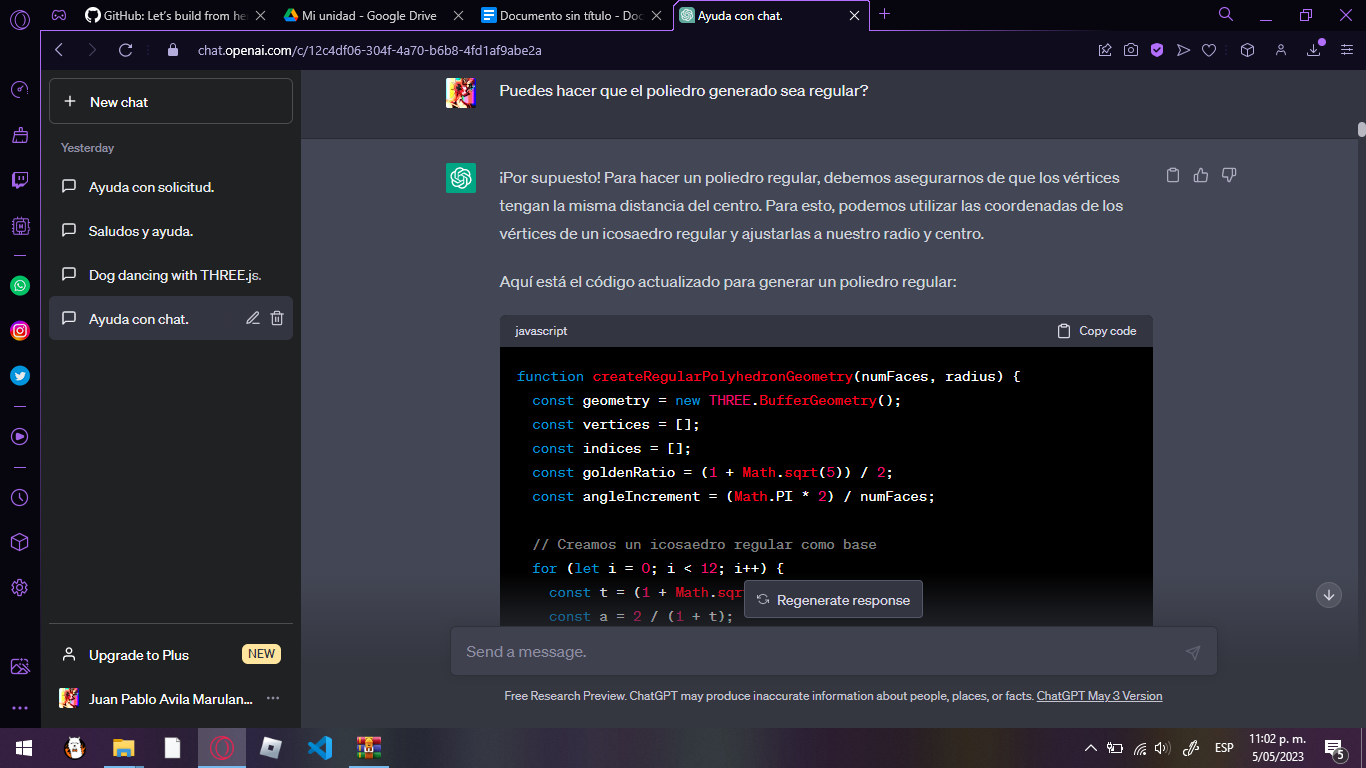 GitHub: Let's build from he
Mi unidad - Google Drive
Documento sin título - Doc
Ayuda con chat.
chat.openai.com/c/12c4df06-304f-4a70-b6b8-4fd1af9abe2a
New chat
Yesterday
Ayuda con solicitud.
Saludos y ayuda.
Dog dancing with THREE.js.
Ayuda con chat.
Upgrade to Plus
NEW
Juan Pablo Avila Marulan...
Puedes hacer que el poliedro generado sea regular?
¡Por supuesto! Para hacer un poliedro regular, debemos asegurarnos de que los vértices
tengan la misma distancia del centro. Para esto, podemos utilizar las coordenadas de los
vértices de un icosaedro regular y ajustarlas a nuestro radio y centro.
Aquí está el código actualizado para generar un poliedro regular:
javascript
Copy code
function createRegularPolyhedronGeometry(numFaces, radius) {
const geometry = new THREE.BufferGeometry();
const vertices = [];
const indices = [];
const goldenRatio = (1 + Math.sqrt(5)) / 2;
const angleIncrement = (Math.PI * 2) / numFaces;
// Creamos un icosaedro regular como base
for (let i = 0; i < 12; i++) {
const t = (1 + Math.sqr
const a = 2 / (1 + t);
Regenerate response
Send a message.
Free Research Preview. ChatGPT may produce inaccurate information about people, places, or facts. ChatGPT May 3 Version
ESP
11:02 p. m.
5/05/2023
5